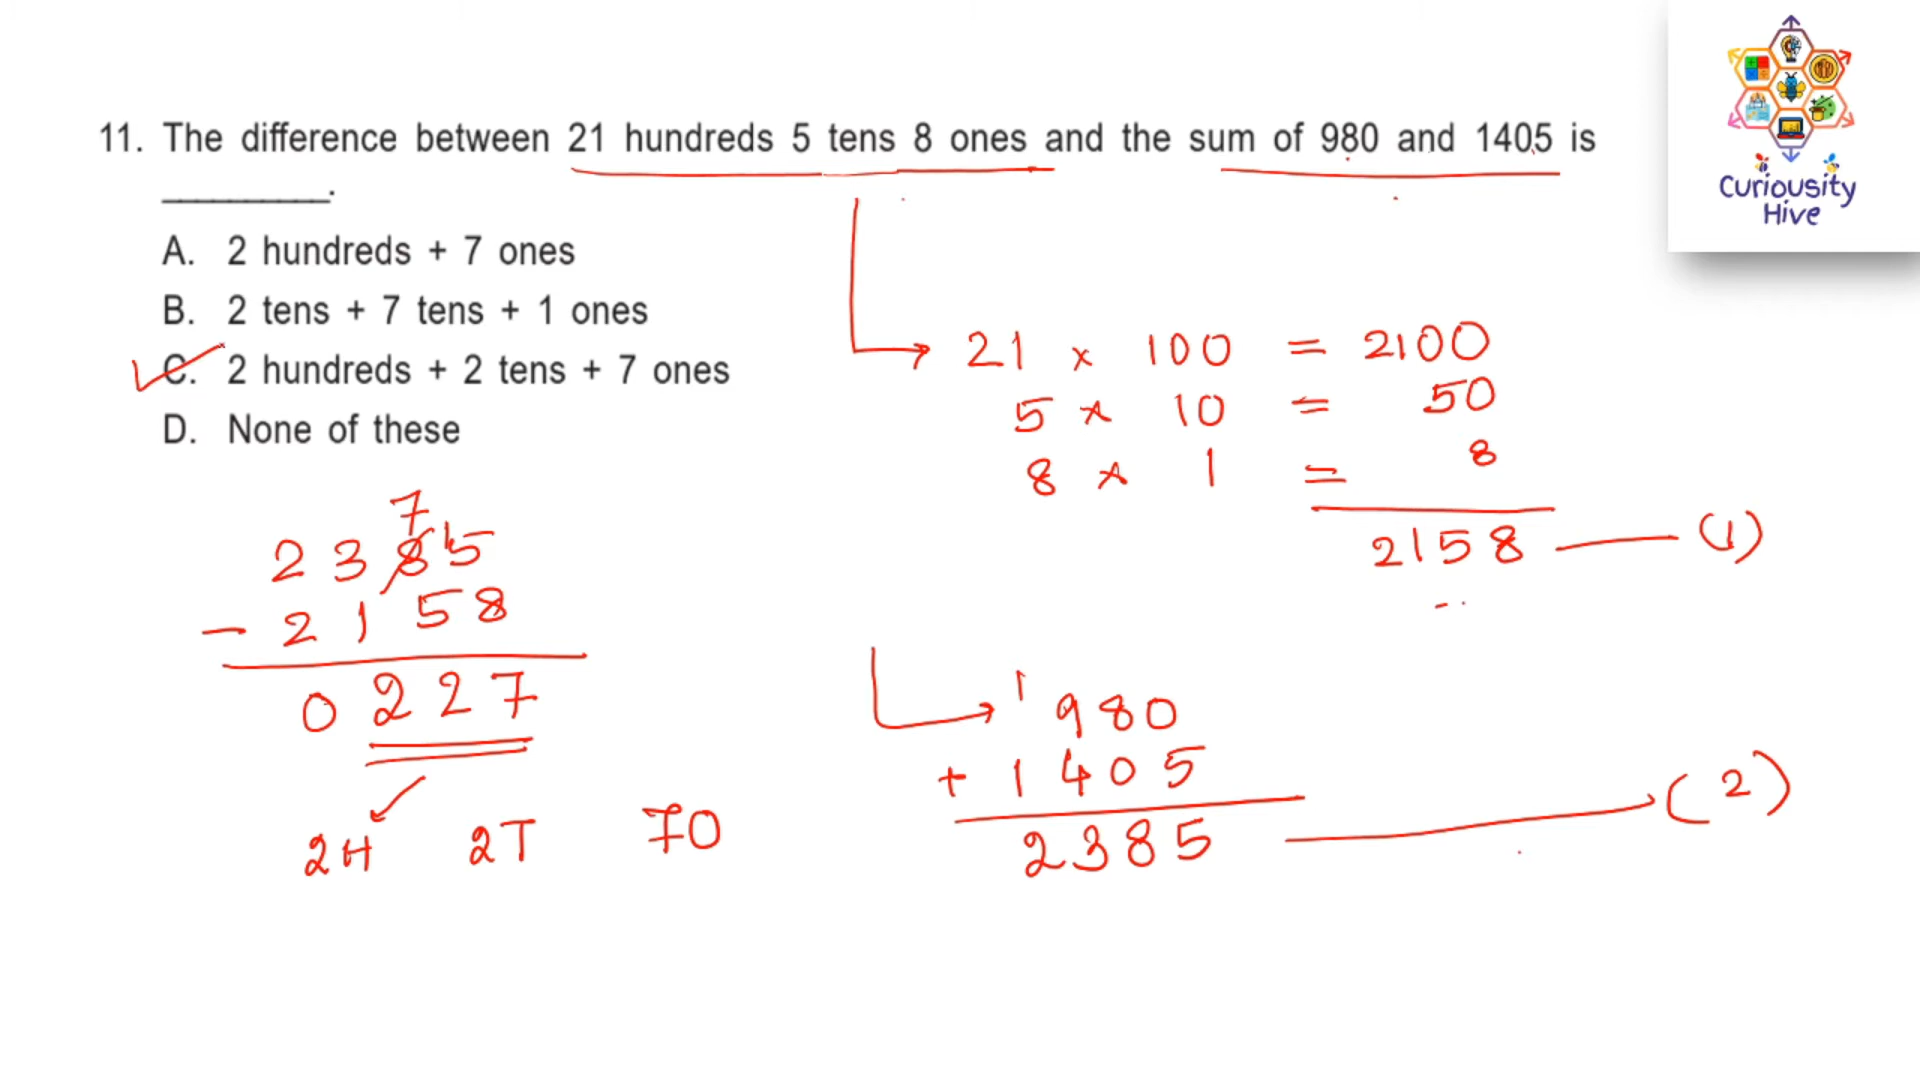 11. The difference between 21 hundreds 5 tens 8 ones and the sum of 980 and 1405 is
__________.
A. 2 hundreds + 7 ones
B. 2 tens + 7 tens + 1 ones
C. 2 hundreds + 2 tens + 7 ones
D. None of these
Curiousity
Hive
21 x 100 = 2100
5 x 10 = 50
8 x 1 = 8
2158 — (1)
7
2 3 8 15
- 2 1 5 8
0 2 2 7
2H 2T 7O
1
980
+ 1405
2385 (2)